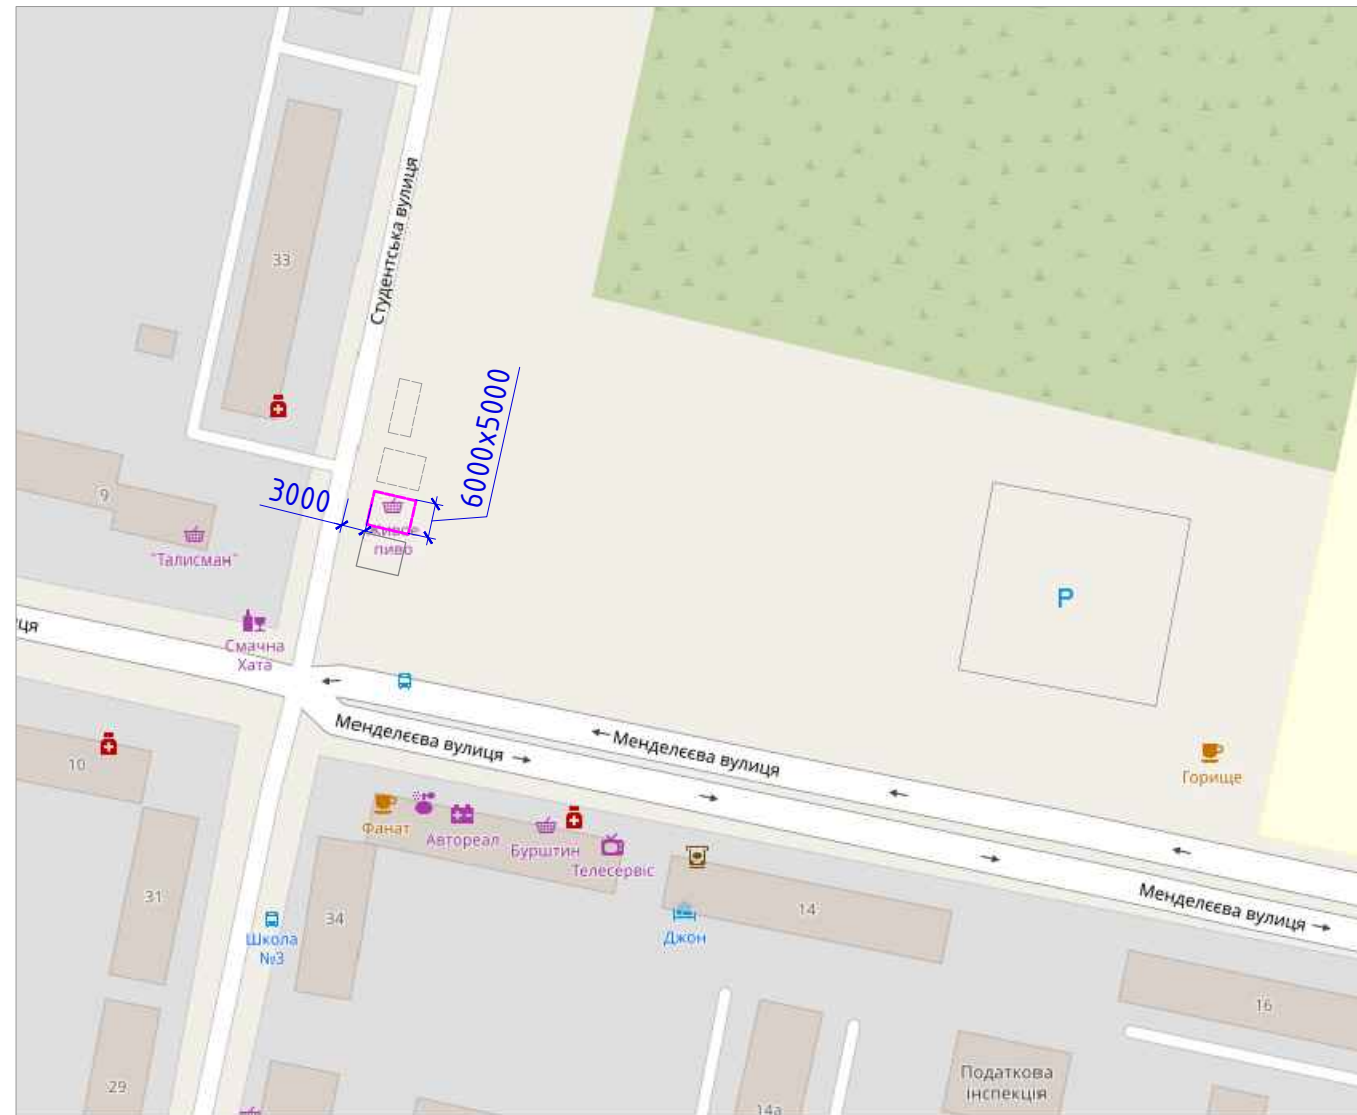 Студентська вулиця
33
6000x5000
3000
9
"Талисман"
Живое
пиво
P
ця
Смачна
Хата
Менделєєва вулиця
Менделєєва вулиця
Горище
10
Фанат
Автореал
Бурштин
Телесервіс
Менделєєва вулиця
31
34
14
Джон
Школа
№3
16
Податкова
інспекція
29
14а